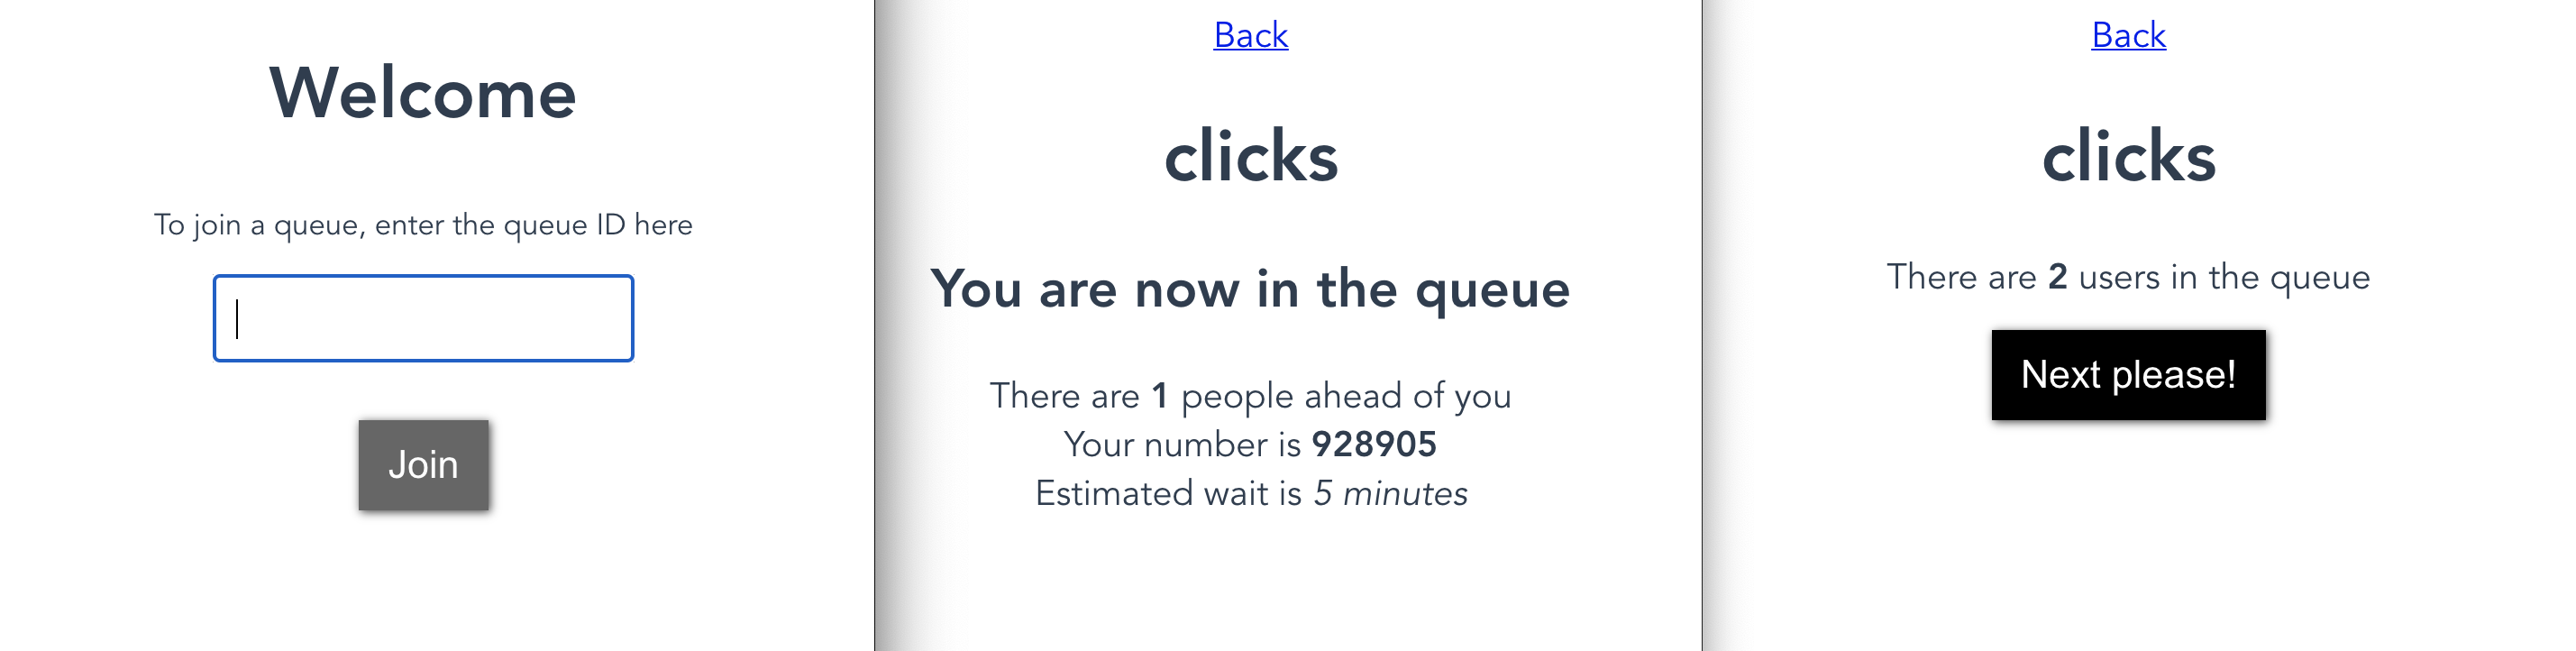 Welcome
To join a queue, enter the queue ID here
Join
Back
clicks
You are now in the queue
There are 1 people ahead of you
Your number is 928905
Estimated wait is 5 minutes
Back
clicks
There are 2 users in the queue
Next please!